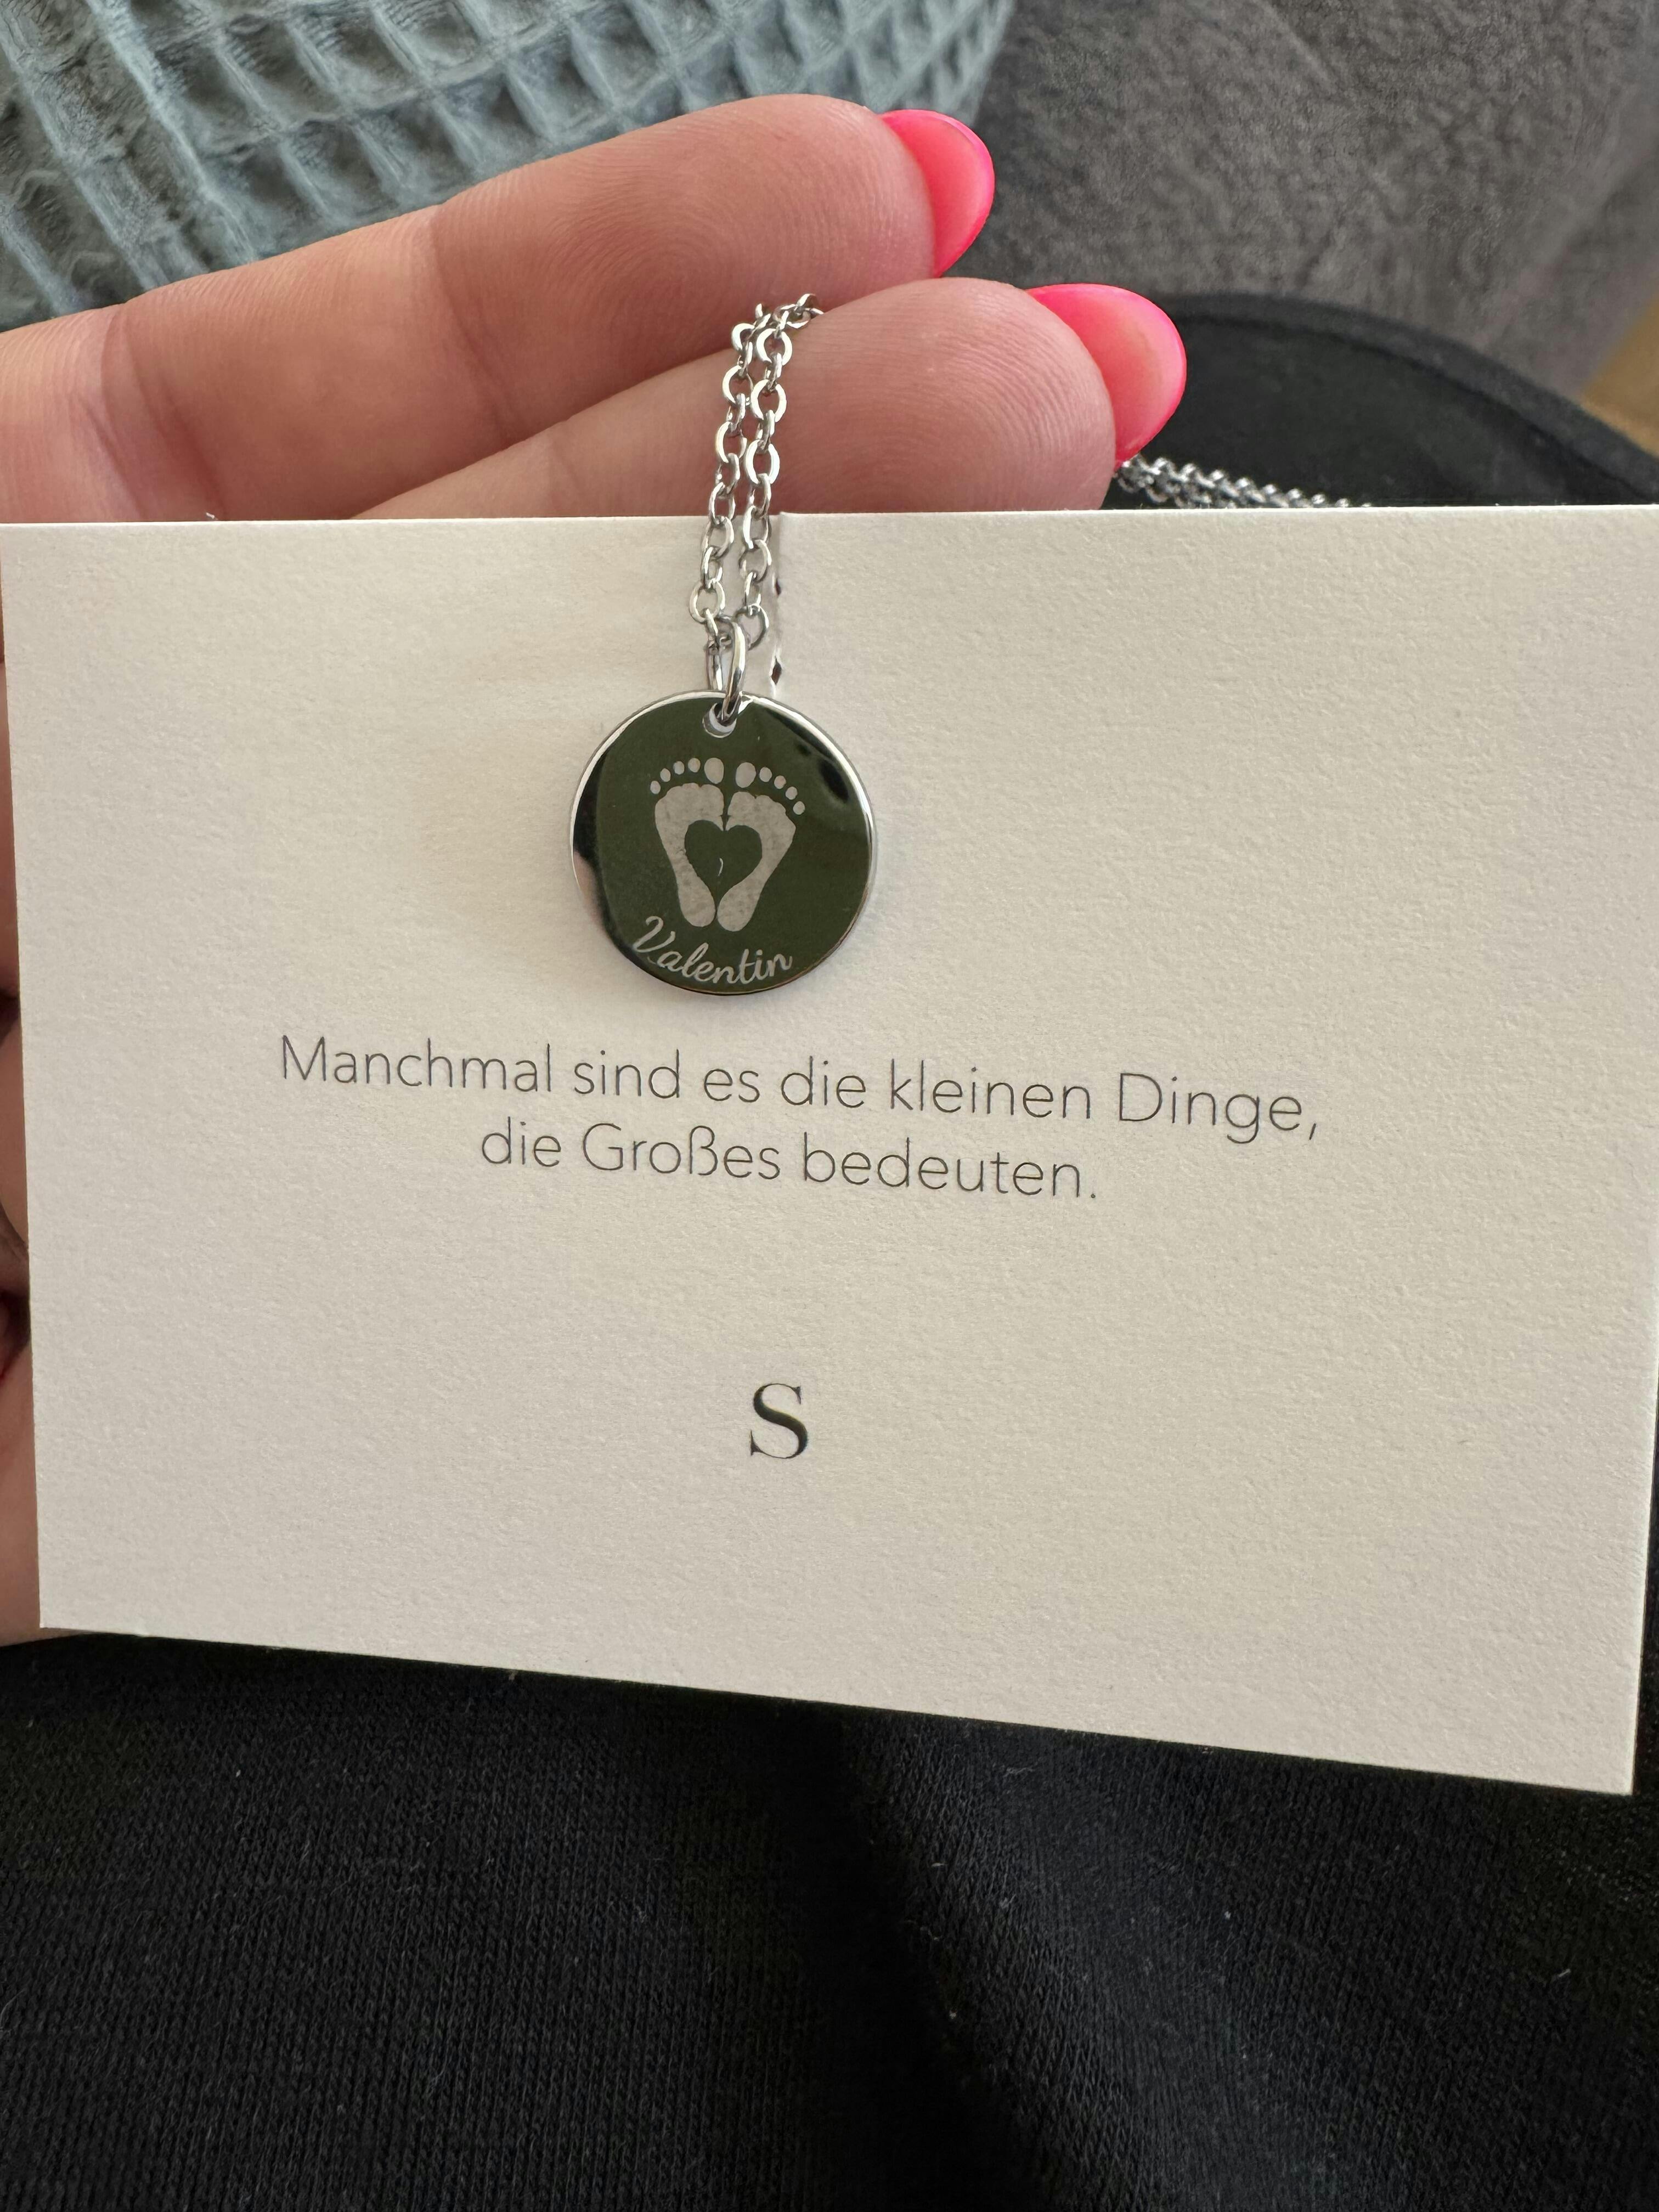 Valentin
Manchmal sind es die kleinen Dinge,
die Großes bedeuten.
S